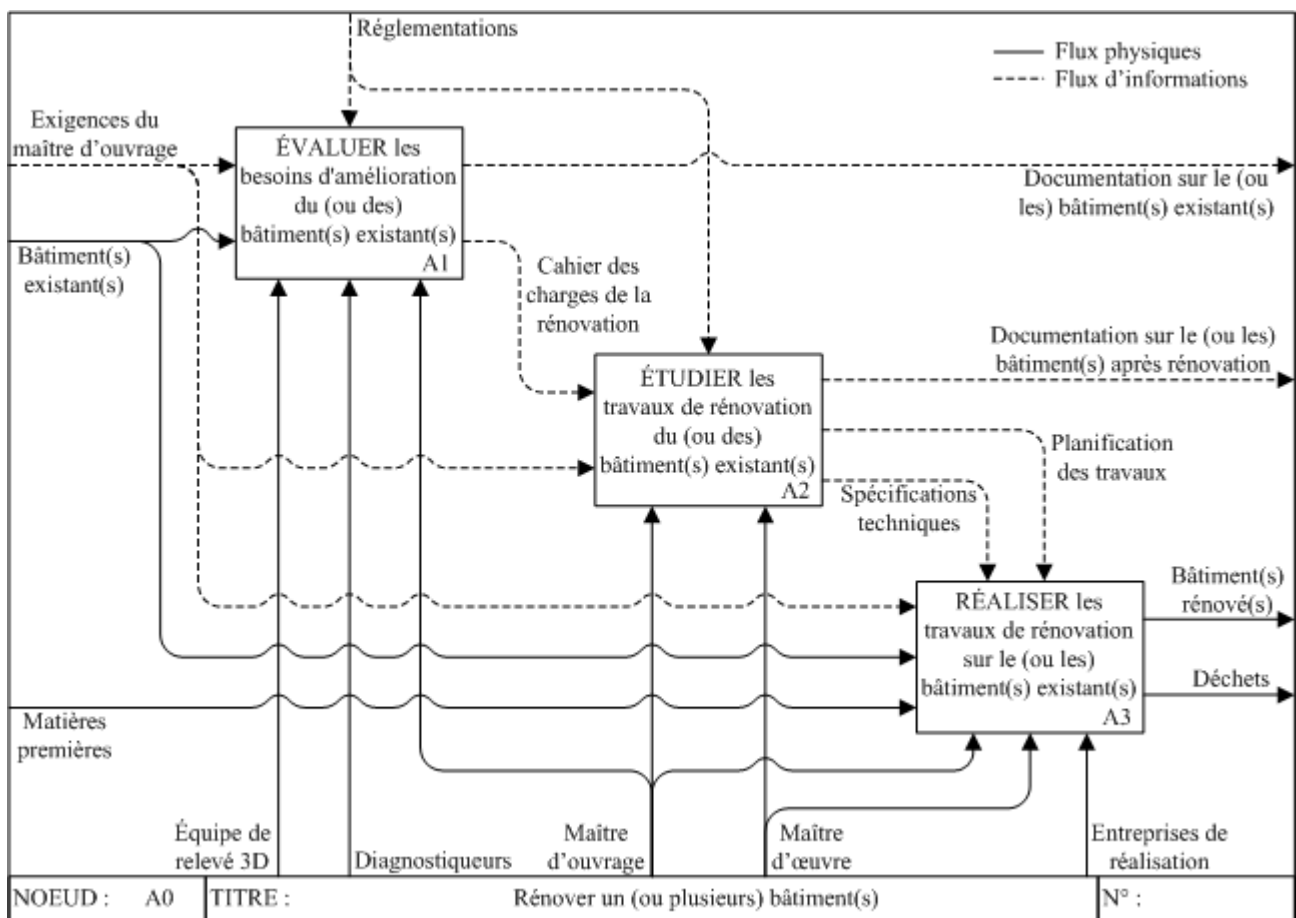 Réglementations
Flux physiques
Flux d'informations
Exigences du
maître d'ouvrage
ÉVALUER les
besoins d'amélioration
du (ou des)
bâtiment(s) existant(s)
A1
Documentation sur le (ou
les) bâtiment(s) existant(s)
Bâtiment(s)
existant(s)
Cahier des
charges de la
rénovation
Documentation sur le (ou les)
bâtiment(s) après rénovation
ÉTUDIER les
travaux de rénovation
du (ou des)
bâtiment(s) existant(s)
A2
Planification
des travaux
Spécifications
techniques
RÉALISER les
travaux de rénovation
sur le (ou les)
bâtiment(s) existant(s)
A3
Bâtiment(s)
rénové(s)
Déchets
Matières
premières
Équipe de
relevé 3D
Diagnostiqueurs
Maître
d'ouvrage
Maître
d'œuvre
Entreprises de
réalisation
NOEUD : A0
TITRE : Rénover un (ou plusieurs) bâtiment(s)
N° :